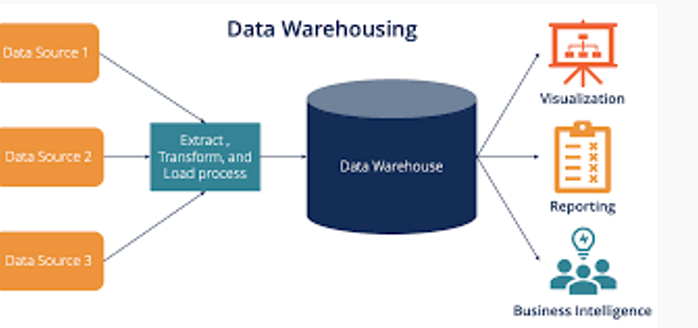 Data Warehousing
Data Source 1
Data Source 2
Data Source 3
Extract ,
Transform, and
Load process
Data Warehouse
Visualization
Reporting
Business Intelligence